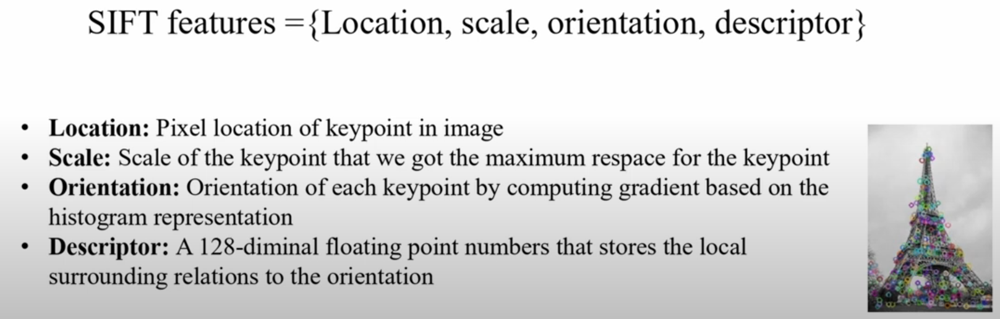 SIFT features ={Location, scale, orientation, descriptor}
• Location: Pixel location of keypoint in image
• Scale: Scale of the keypoint that we got the maximum respace for the keypoint
• Orientation: Orientation of each keypoint by computing gradient based on the
histogram representation
• Descriptor: A 128-diminal floating point numbers that stores the local
surrounding relations to the orientation